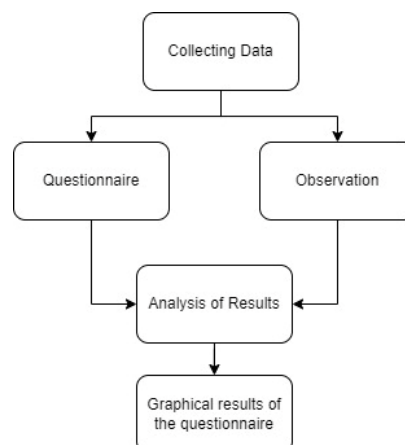 Collecting Data
Questionnaire
Observation
Analysis of Results
Graphical results of
the questionnaire